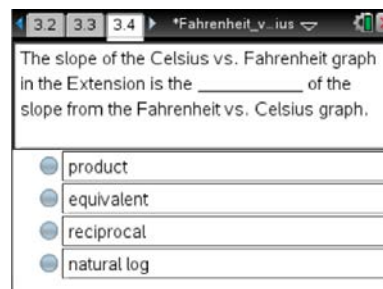 3.2 3.3 3.4 *Fahrenheit_v...ius
The slope of the Celsius vs. Fahrenheit graph
in the Extension is the __________ of the
slope from the Fahrenheit vs. Celsius graph.
product
equivalent
reciprocal
natural log